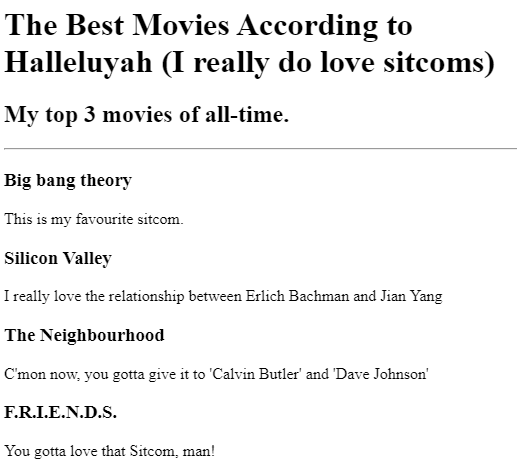 The Best Movies According to
Halleluyah (I really do love sitcoms)
My top 3 movies of all-time.
Big bang theory
This is my favourite sitcom.
Silicon Valley
I really love the relationship between Erlich Bachman and Jian Yang
The Neighbourhood
C'mon now, you gotta give it to 'Calvin Butler' and 'Dave Johnson'
F.R.I.E.N.D.S.
You gotta love that Sitcom, man!